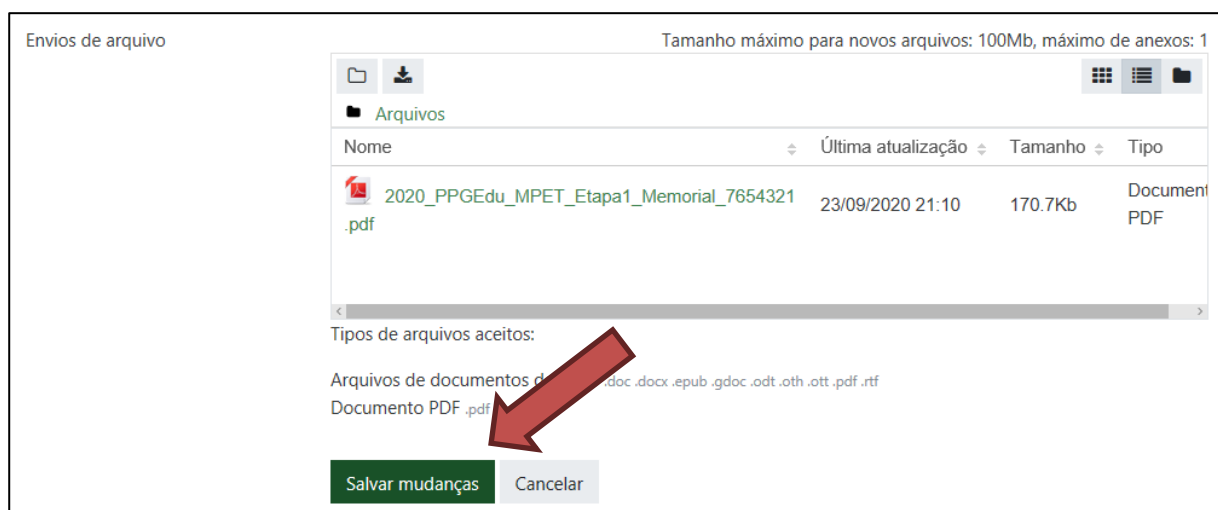 Envios de arquivo
Tamanho máximo para novos arquivos: 100Mb, máximo de anexos: 1
Arquivos
Nome Última atualização Tamanho Tipo
2020_PPGEdu_MPET_Etapa1_Memorial_7654321 23/09/2020 21:10 170.7Kb Document
.pdf PDF
Tipos de arquivos aceitos:
Arquivos de documentos .doc .docx .epub .gdoc .odt .oth .ott .pdf .rtf
Documento PDF .pdf
Salvar mudanças Cancelar